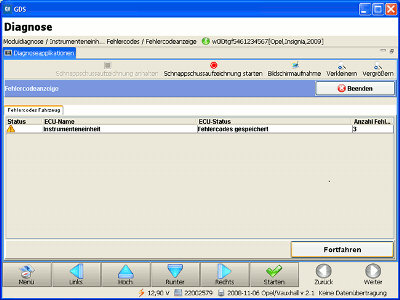 GDS
Diagnose
Moduldiagnose / Instrumenteneinh... Fehlercodes / Fehlercodeanzeige w0Gtgf5461234567[Opel,Insignia,2009]
Diagnoseapplikationen
Schnappschussaufzeichnung anhalten Schnappschussaufzeichnung starten Bildschirmaufnahme Verkleinern Vergrößern
Fehlercodeanzeige Beenden
Fehlercodes Fahrzeug
Status ECU-Name ECU-Status Anzahl Fehl...
Instrumenteneinheit Fehlercodes gespeichert 3
Fortfahren
Menü Links Hoch Runter Rechts Starten Zurück Weiter
12,90 V 22002579 2008-11-06 Opel/Vauxhall v 2.1 Keine Datenübertragung